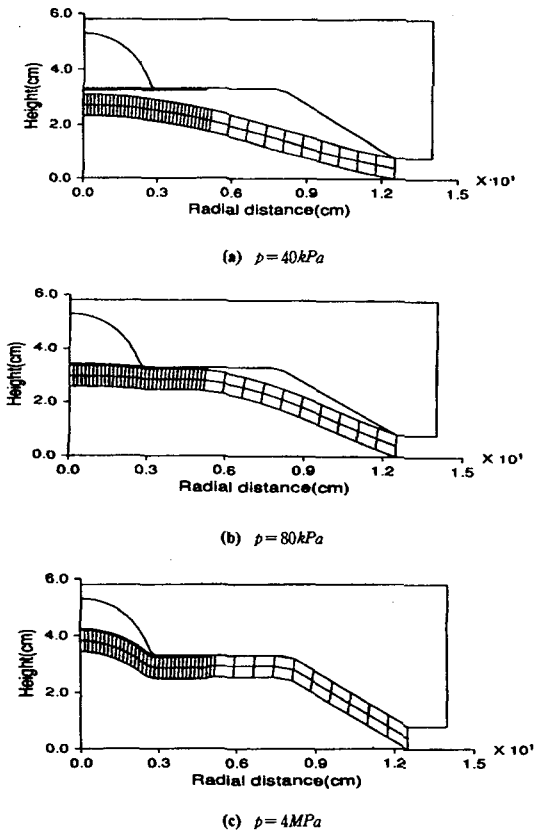 6.0
4.0
2.0
0.0
Height(cm)
0.0 0.3 0.6 0.9 1.2 1.5
X 10¹
Radial distance(cm)
(a) p=40kPa
6.0
4.0
2.0
0.0
Height(cm)
0.0 0.3 0.6 0.9 1.2 1.5
X 10¹
Radial distance(cm)
(b) p=80kPa
6.0
4.0
2.0
0.0
Height(cm)
0.0 0.3 0.6 0.9 1.2 1.5
X 10¹
Radial distance(cm)
(c) p=4MPa